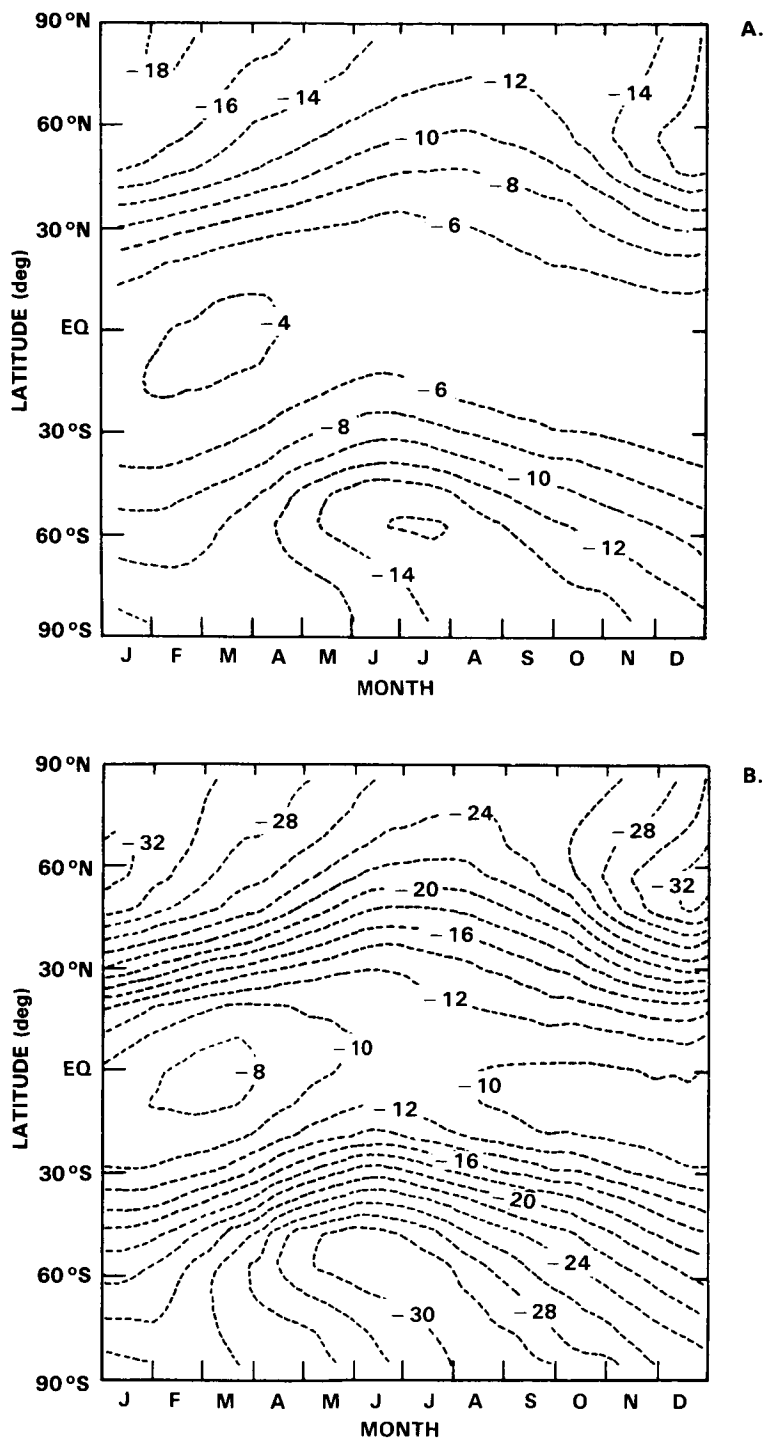 A.
90°N
- 18
- 16
- 14
- 12
- 14
60°N
- 10
- 8
30°N
- 6
EQ
- 4
- 6
30°S
- 8
- 10
60°S
- 12
- 14
90°S
J F M A M J J A S O N D
MONTH
LATITUDE (deg)
B.
90°N
- 24
- 28
- 28
- 32
60°N
- 32
- 20
- 16
30°N
- 12
- 10
EQ
- 8
- 10
- 12
30°S
- 16
- 20
- 24
60°S
- 30
- 28
90°S
J F M A M J J A S O N D
MONTH
LATITUDE (deg)